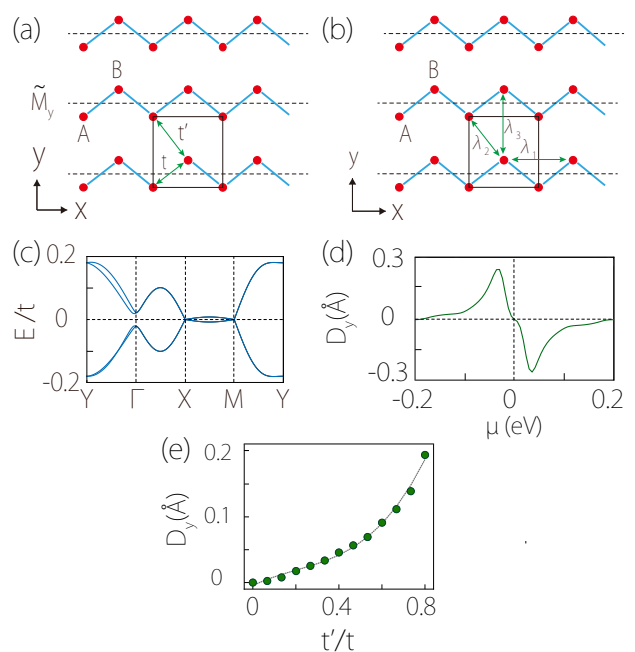 (a) (b)
B B
M̃y
A A
t' λ3
t λ2 λ1
y y
X X
(c) (d)
0.2 0.3
E/t Dy(Å)
0 0
-0.2 -0.3
Y Γ X M Y -0.2 0 0.2
μ (eV)
(e)
0.2
Dy(Å)
0.1
0
0 0.4 0.8
t'/t